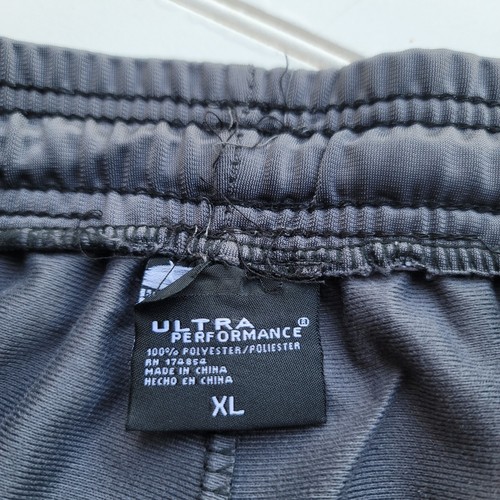 ULTRA
PERFORMANCE®
100% POLYESTER/POLIESTER
RN 174854
MADE IN CHINA
HECHO EN CHINA
XL